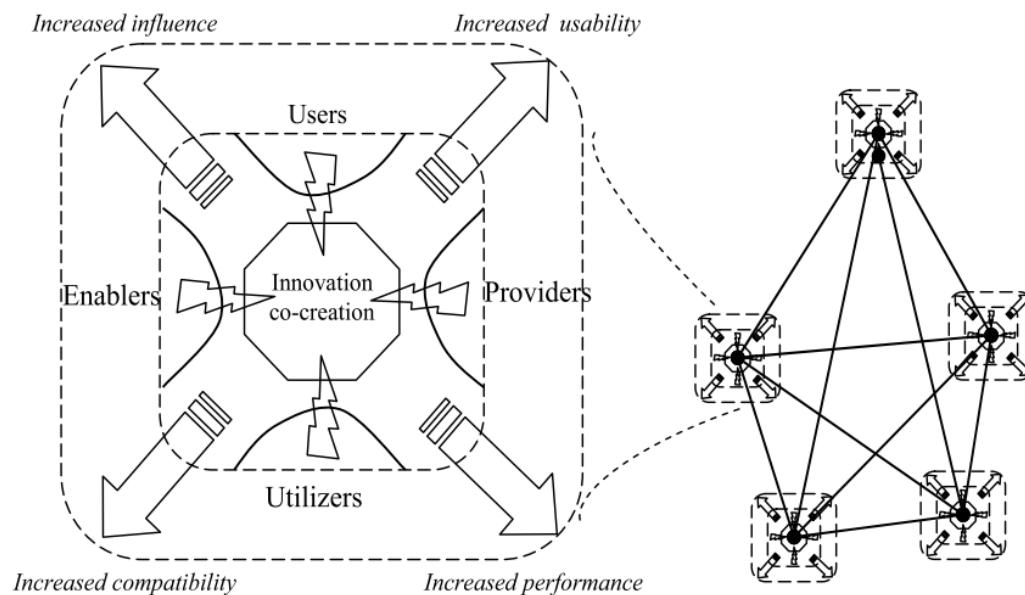 Increased influence
Increased usability
Users
Enablers
Innovation
co-creation
Providers
Utilizers
Increased compatibility
Increased performance